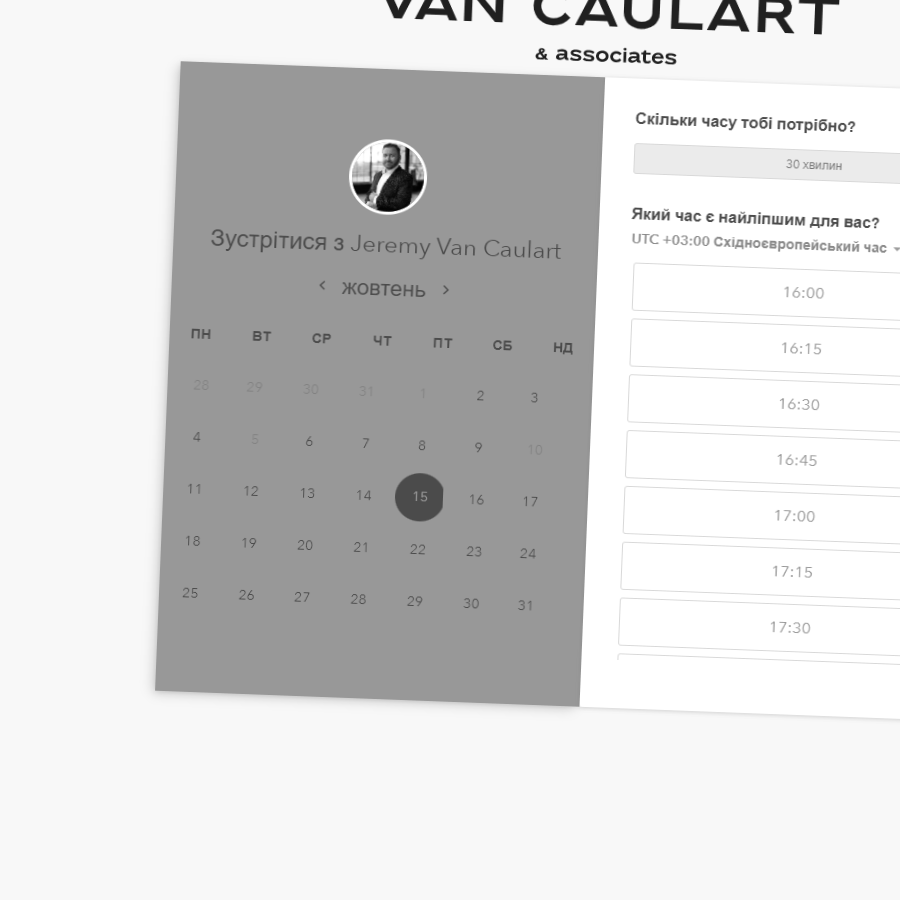 VAN CAULART
& associates
Зустрітися з Jeremy Van Caulart
‹ жовтень ›
ПН ВТ СР ЧТ ПТ СБ НД
28 29 30 31 1 2 3
4 5 6 7 8 9 10
11 12 13 14 15 16 17
18 19 20 21 22 23 24
25 26 27 28 29 30 31
Скільки часу тобі потрібно?
30 хвилин
Який час є найліпшим для вас?
UTC +03:00 Східноєвропейський час
16:00
16:15
16:30
16:45
17:00
17:15
17:30